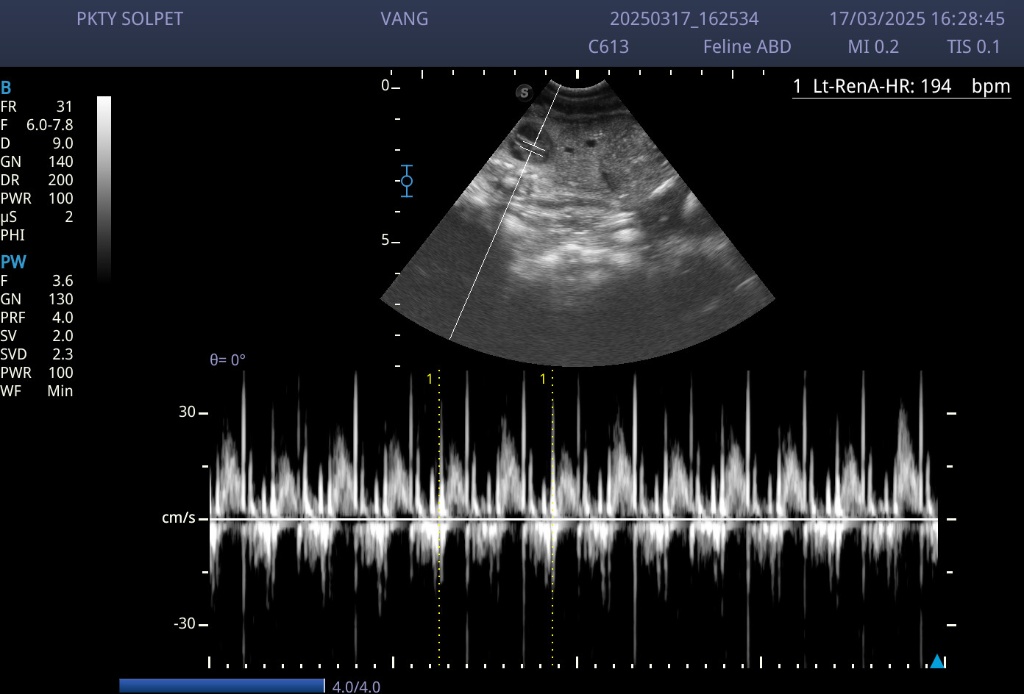 PKTY SOLPET VANG 20250317_162534 17/03/2025 16:28:45
C613 Feline ABD MI 0.2 TIS 0.1
1 Lt-RenA-HR: 194 bpm
B
FR 31
F 6.0-7.8
D 9.0
GN 140
DR 200
PWR 100
µS 2
PHI
PW
F 3.6
GN 130
PRF 4.0
SV 2.0
SVD 2.3
PWR 100
WF Min
S
0
5
θ= 0°
1 1
30
cm/s
-30
4.0/4.0